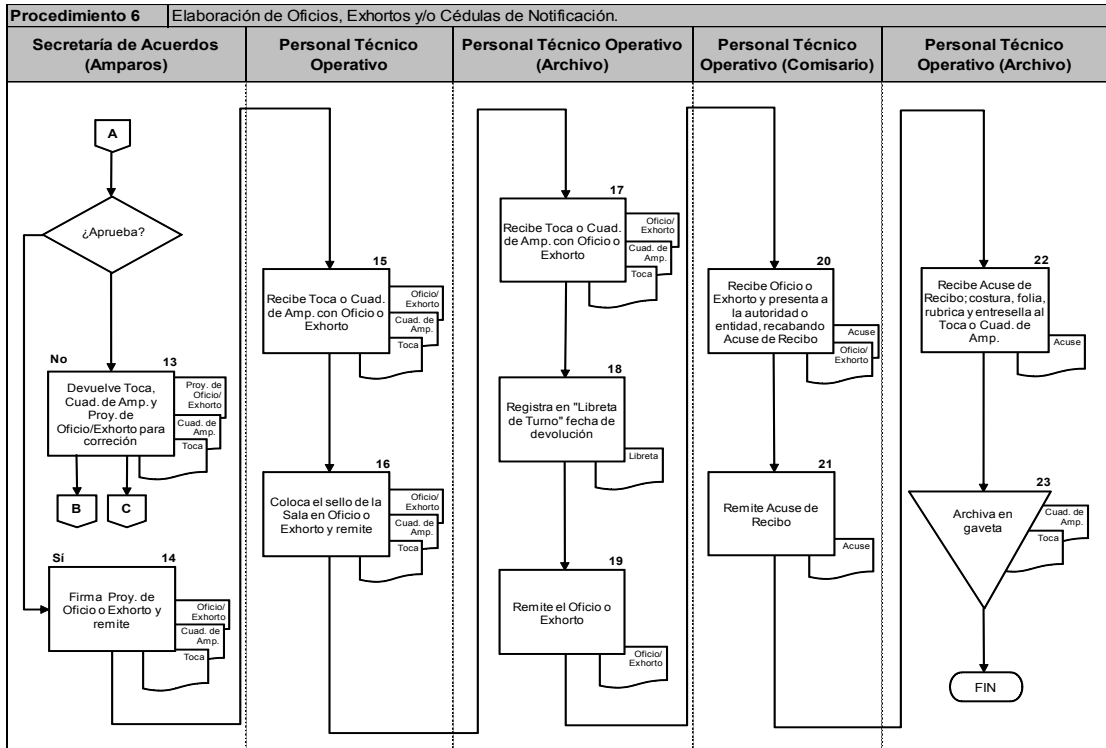 Procedimiento 6 Elaboración de Oficios, Exhortos y/o Cédulas de Notificación.
Secretaría de Acuerdos
(Amparos)
Personal Técnico
Operativo
Personal Técnico Operativo
(Archivo)
Personal Técnico
Operativo (Comisario)
Personal Técnico
Operativo (Archivo)
A
¿Aprueba?
No
13
Devuelve Toca,
Cuad. de Amp. y
Proy. de
Oficio/Exhorto para
correción
Proy. de
Oficio/
Exhorto
Cuad. de
Amp.
Toca
B
C
Sí
14
Firma Proy. de
Oficio o Exhorto y
remite
Oficio/
Exhorto
Cuad. de
Amp.
Toca
15
Recibe Toca o Cuad.
de Amp. con Oficio o
Exhorto
Oficio/
Exhorto
Cuad. de
Amp.
Toca
16
Coloca el sello de la
Sala en Oficio o
Exhorto y remite
Oficio/
Exhorto
Cuad. de
Amp.
Toca
17
Recibe Toca o Cuad.
de Amp. con Oficio o
Exhorto
Oficio/
Exhorto
Cuad. de
Amp.
Toca
18
Registra en "Libreta
de Turno" fecha de
devolución
Libreta
19
Remite el Oficio o
Exhorto
Oficio/
Exhorto
20
Recibe Oficio o
Exhorto y presenta a
la autoridad o
entidad, recabando
Acuse de Recibo
Acuse
Oficio/
Exhorto
21
Remite Acuse de
Recibo
Acuse
22
Recibe Acuse de
Recibo; costura, folia,
rubrica y entresella al
Toca o Cuad. de
Amp.
Acuse
23
Archiva en
gaveta
Cuad. de
Amp.
Toca
FIN